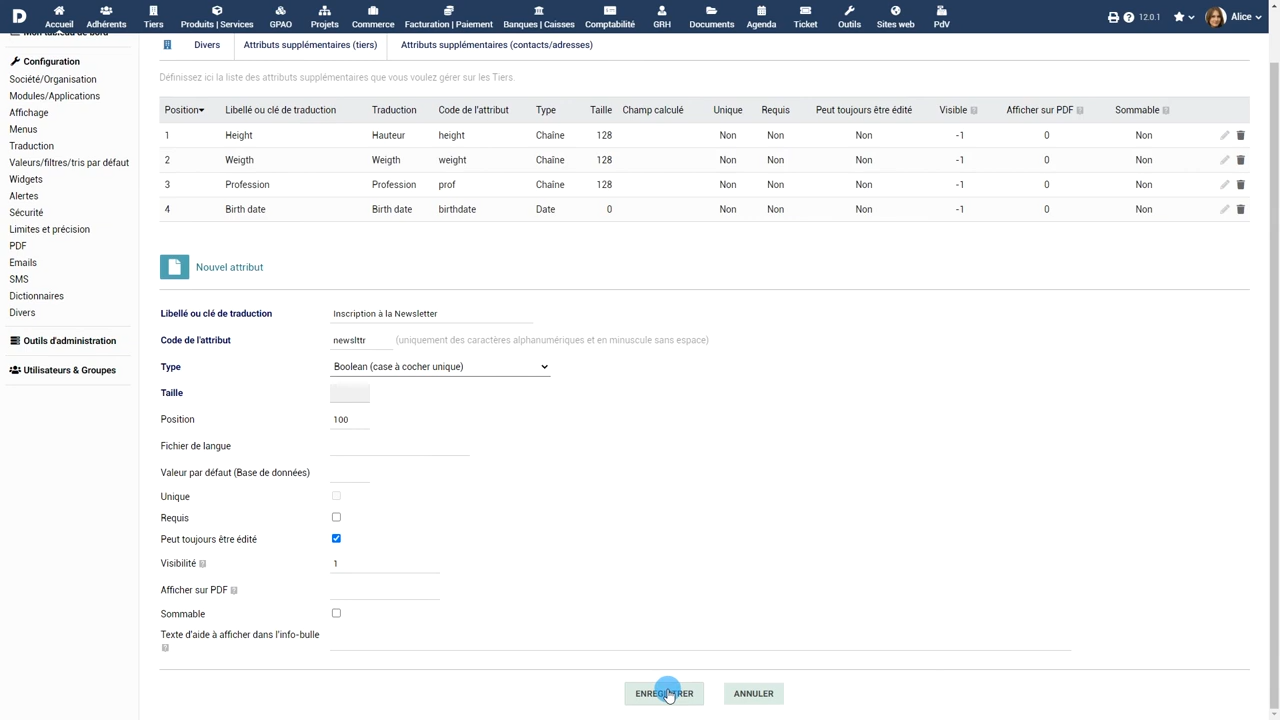 Accueil Adhérents Tiers Produits | Services GPAO Projets Commerce Facturation | Paiement Banques | Caisses Comptabilité GRH Documents Agenda Ticket Outils Sites web PdV 12.0.1 Alice
Mon tableau de bord
Configuration
Société/Organisation
Modules/Applications
Affichage
Menus
Traduction
Valeurs/filtres/tris par défaut
Widgets
Alertes
Sécurité
Limites et précision
PDF
Emails
SMS
Dictionnaires
Divers
Outils d'administration
Utilisateurs & Groupes
Divers Attributs supplémentaires (tiers) Attributs supplémentaires (contacts/adresses)
Définissez ici la liste des attributs supplémentaires que vous voulez gérer sur les Tiers.
Position Libellé ou clé de traduction Traduction Code de l'attribut Type Taille Champ calculé Unique Requis Peut toujours être édité Visible Afficher sur PDF Sommable
1 Height Hauteur height Chaîne 128 Non Non Non -1 0 Non
2 Weigth Weigth weight Chaîne 128 Non Non Non -1 0 Non
3 Profession Profession prof Chaîne 128 Non Non Non -1 0 Non
4 Birth date Birth date birthdate Date 0 Non Non Non -1 0 Non
Nouvel attribut
Libellé ou clé de traduction Inscription à la Newsletter
Code de l'attribut newslttr (uniquement des caractères alphanumériques et en minuscule sans espace)
Type Boolean (case à cocher unique)
Taille
Position 100
Fichier de langue
Valeur par défaut (Base de données)
Unique
Requis
Peut toujours être édité
Visibilité 1
Afficher sur PDF
Sommable
Texte d'aide à afficher dans l'info-bulle
ENREGISTRER ANNULER